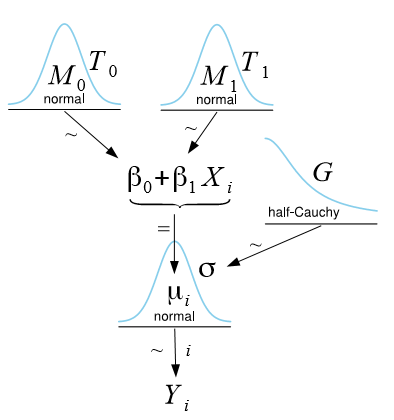 M₀ T₀
normal
M₁ T₁
normal
~
~
β₀+β₁Xᵢ
G
half-Cauchy
=
~
σ
μᵢ
normal
~ i
Yᵢ